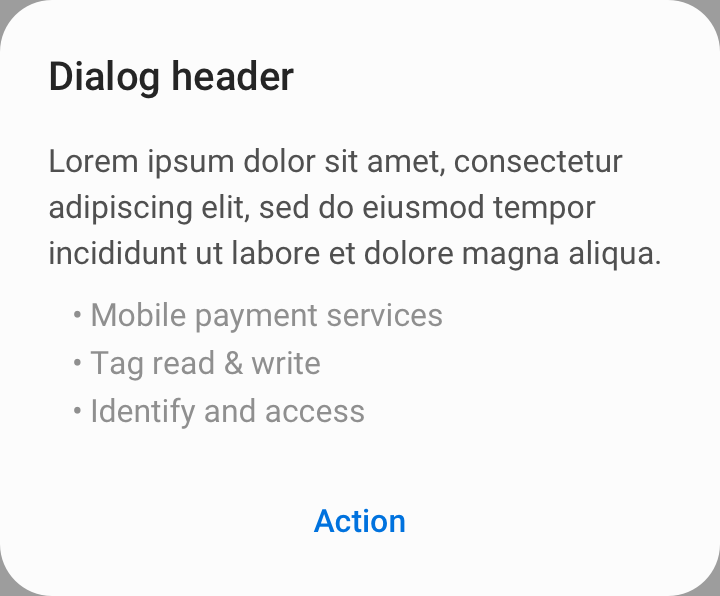 Dialog header
Lorem ipsum dolor sit amet, consectetur
adipiscing elit, sed do eiusmod tempor
incididunt ut labore et dolore magna aliqua.
• Mobile payment services
• Tag read & write
• Identify and access
Action